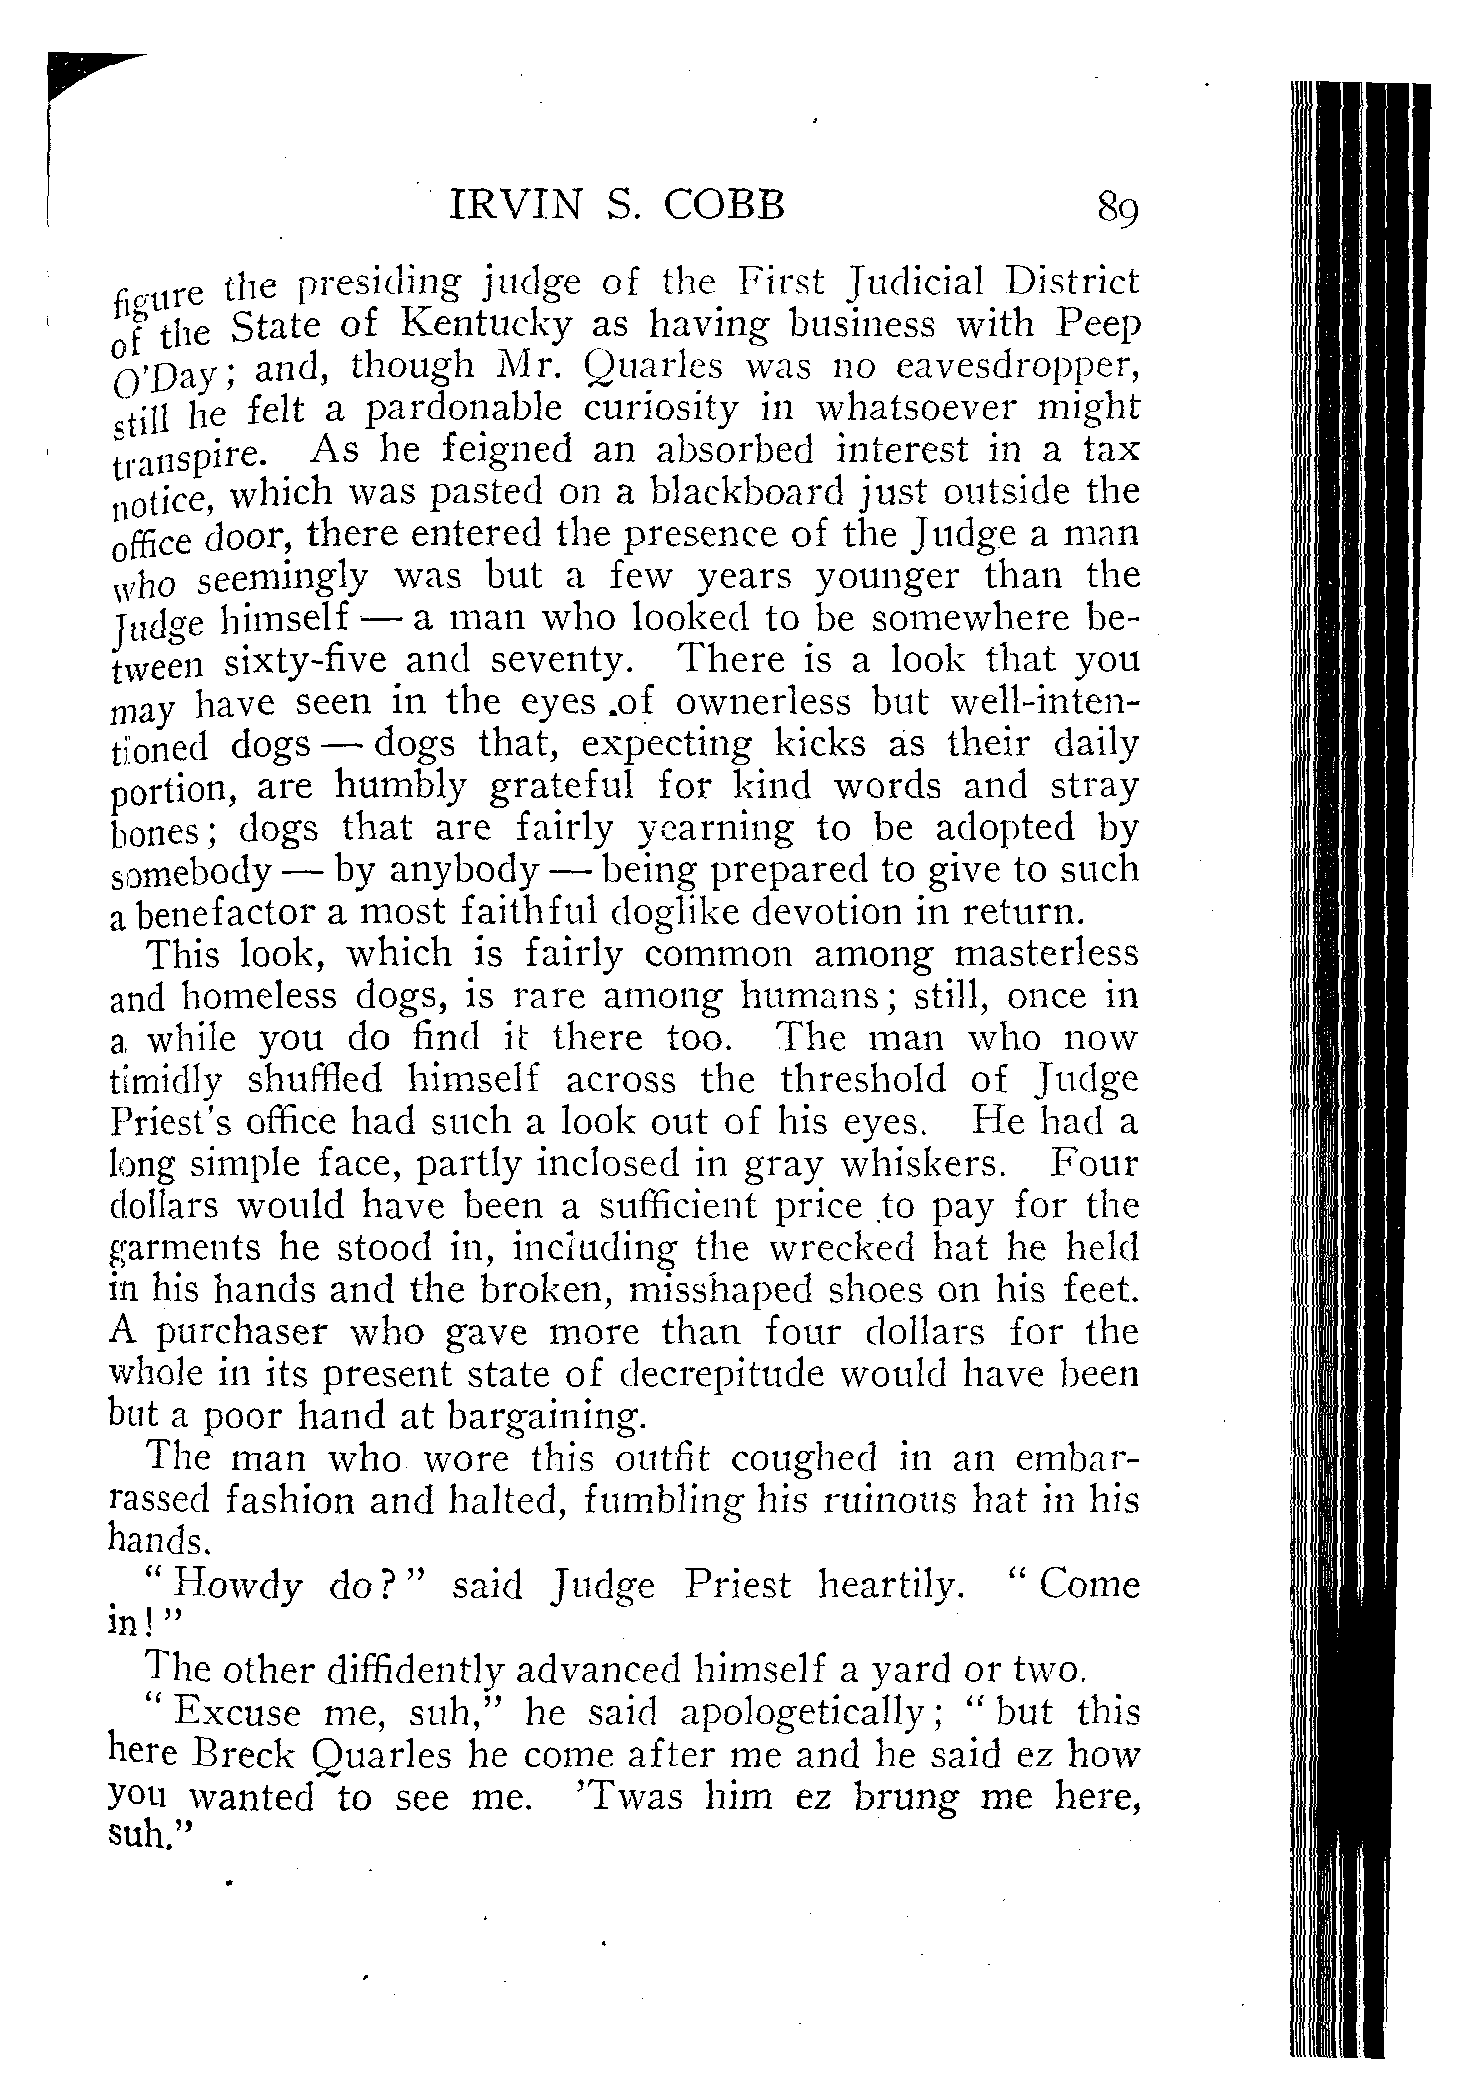 IRVIN S. COBB 89
figure the presiding judge of the First Judicial District
of the State of Kentucky as having business with Peep
O'Day; and, though Mr. Quarles was no eavesdropper,
still he felt a pardonable curiosity in whatsoever might
transpire. As he feigned an absorbed interest in a tax
notice, which was pasted on a blackboard just outside the
office door, there entered the presence of the Judge a man
who seemingly was but a few years younger than the
Judge himself — a man who looked to be somewhere be-
tween sixty-five and seventy. There is a look that you
may have seen in the eyes of ownerless but well-inten-
tioned dogs — dogs that, expecting kicks as their daily
portion, are humbly grateful for kind words and stray
bones; dogs that are fairly yearning to be adopted by
somebody — by anybody — being prepared to give to such
a benefactor a most faithful doglike devotion in return.
This look, which is fairly common among masterless
and homeless dogs, is rare among humans; still, once in
a while you do find it there too. The man who now
timidly shuffled himself across the threshold of Judge
Priest's office had such a look out of his eyes. He had a
long simple face, partly inclosed in gray whiskers. Four
dollars would have been a sufficient price to pay for the
garments he stood in, including the wrecked hat he held
in his hands and the broken, misshaped shoes on his feet.
A purchaser who gave more than four dollars for the
whole in its present state of decrepitude would have been
but a poor hand at bargaining.
The man who wore this outfit coughed in an embar-
rassed fashion and halted, fumbling his ruinous hat in his
hands.
" Howdy do? " said Judge Priest heartily. " Come
in! "
The other diffidently advanced himself a yard or two.
" Excuse me, suh," he said apologetically; " but this
here Breck Quarles he come after me and he said ez how
you wanted to see me. 'Twas him ez brung me here,
suh."